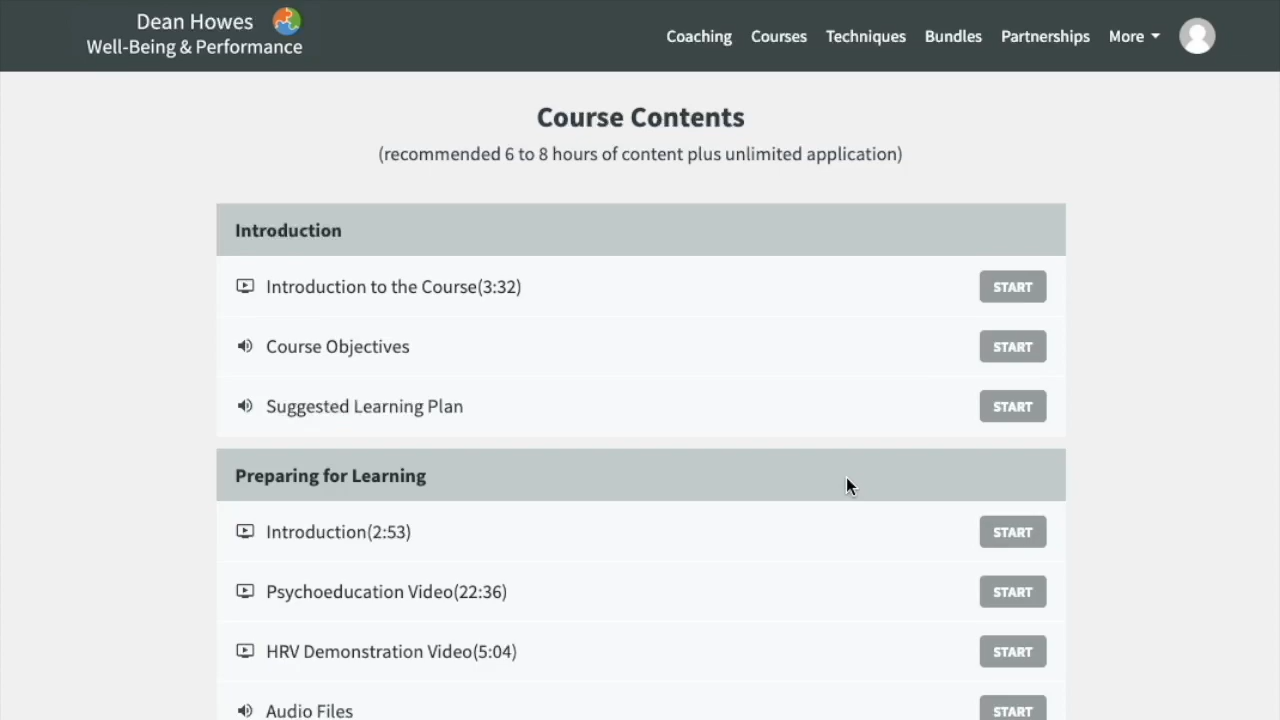 Dean Howes
Well-Being & Performance
Coaching Courses Techniques Bundles Partnerships More
Course Contents
(recommended 6 to 8 hours of content plus unlimited application)
Introduction
Introduction to the Course(3:32) START
Course Objectives START
Suggested Learning Plan START
Preparing for Learning
Introduction(2:53) START
Psychoeducation Video(22:36) START
HRV Demonstration Video(5:04) START
Audio Files START